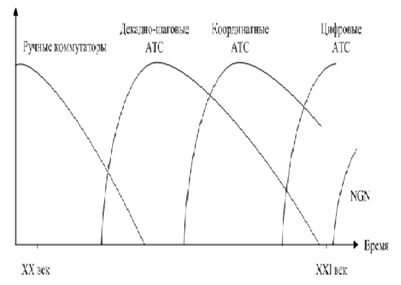 Декадно-шаговые
АТС
Координатные
АТС
Цифровые
АТС
Ручные коммутаторы
NGN
Время
XX век
XXI век